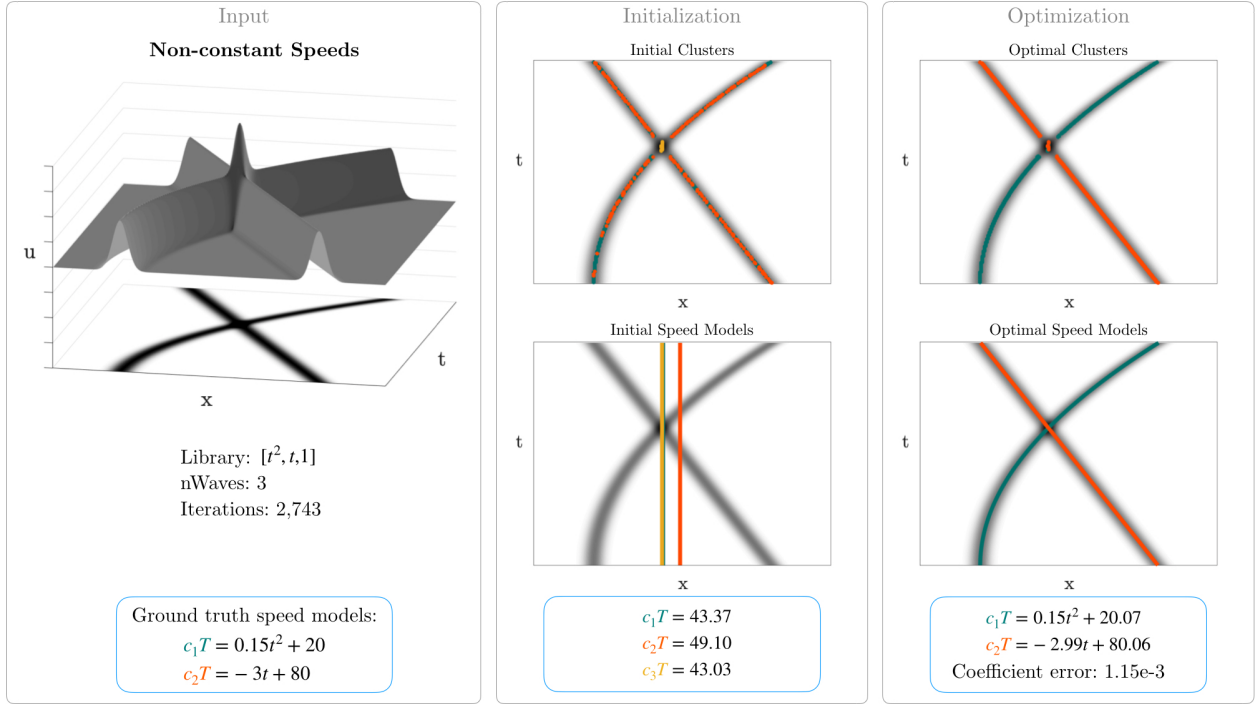 Input
Non-constant Speeds
u
t
x
Library: [t², t,1]
nWaves: 3
Iterations: 2,743
Ground truth speed models:
c₁T = 0.15t² + 20
c₂T = − 3t + 80
Initialization
Initial Clusters
t
x
Initial Speed Models
t
x
c₁T = 43.37
c₂T = 49.10
c₃T = 43.03
Optimization
Optimal Clusters
t
x
Optimal Speed Models
t
x
c₁T = 0.15t² + 20.07
c₂T = − 2.99t + 80.06
Coefficient error: 1.15e-3